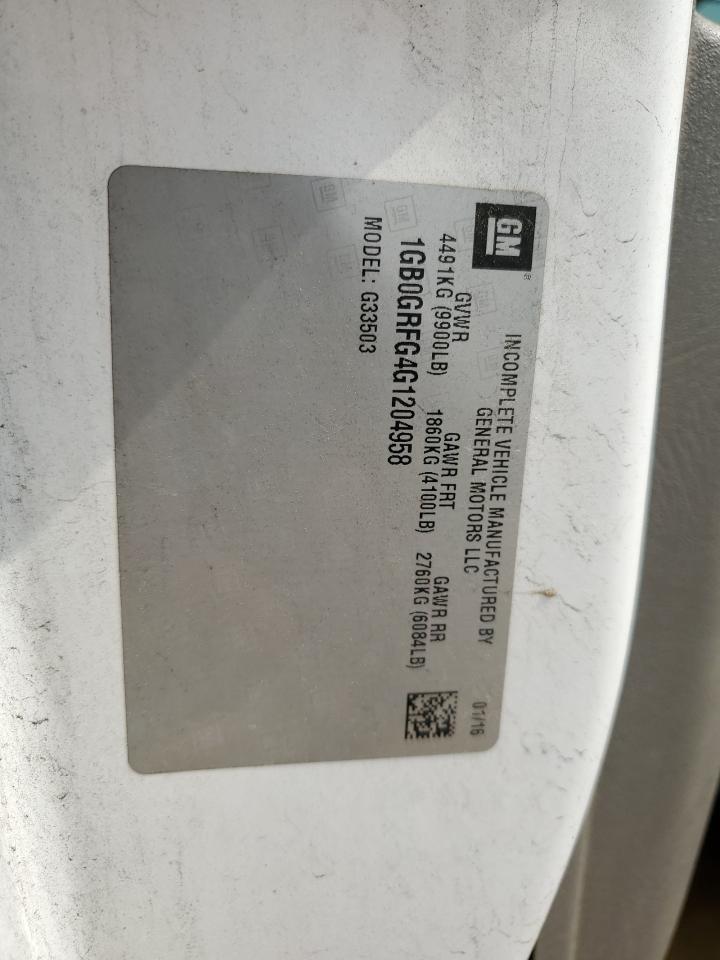 GM®
INCOMPLETE VEHICLE MANUFACTURED BY
GENERAL MOTORS LLC
01/16
GVWR GAWR FRT GAWR RR
4491KG (9900LB) 1860KG (4100LB) 2760KG (6084LB)
1GB0GRFG4G1204958
MODEL: G33503